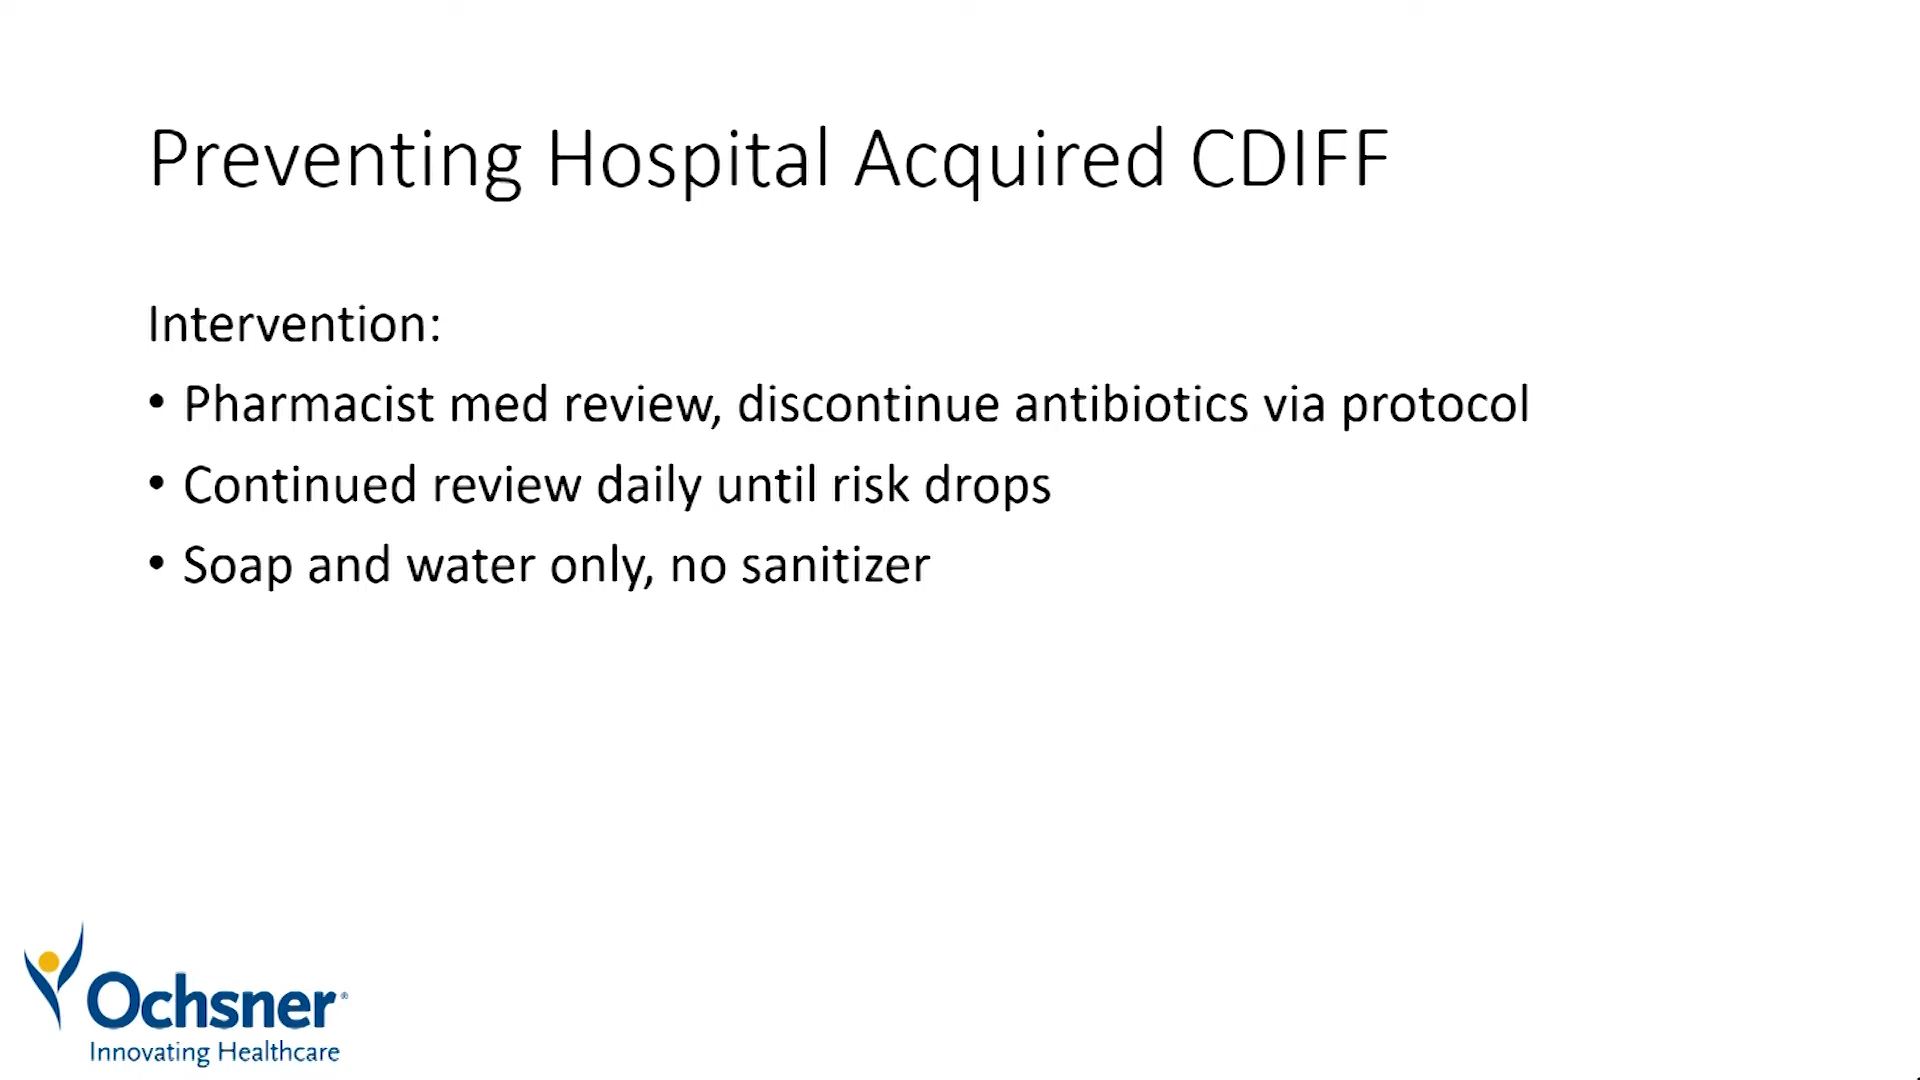 Preventing Hospital Acquired CDIFF
Intervention:
• Pharmacist med review, discontinue antibiotics via protocol
• Continued review daily until risk drops
• Soap and water only, no sanitizer
Ochsner®
Innovating Healthcare